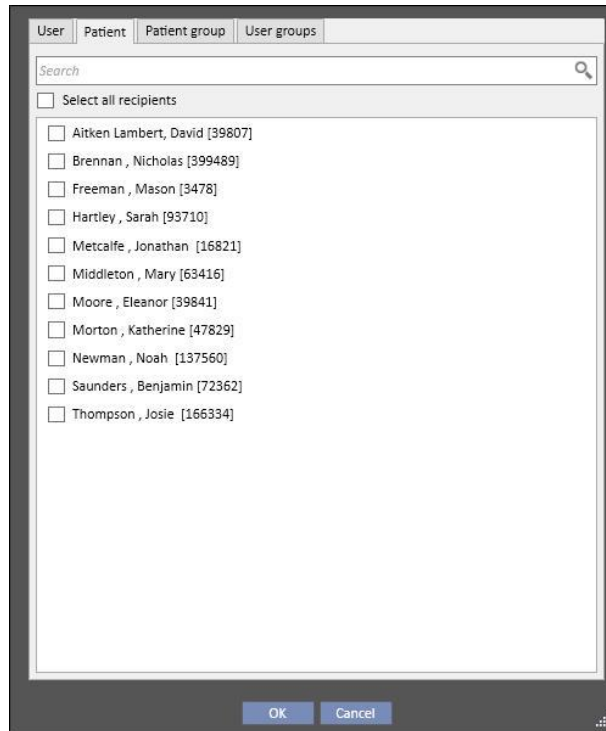 User Patient Patient group User groups
Search
Select all recipients
Aitken Lambert, David [39807]
Brennan , Nicholas [399489]
Freeman , Mason [3478]
Hartley , Sarah [93710]
Metcalfe , Jonathan  [16821]
Middleton , Mary [63416]
Moore , Eleanor [39841]
Morton , Katherine [47829]
Newman , Noah  [137560]
Saunders , Benjamin [72362]
Thompson , Josie  [166334]
OK Cancel